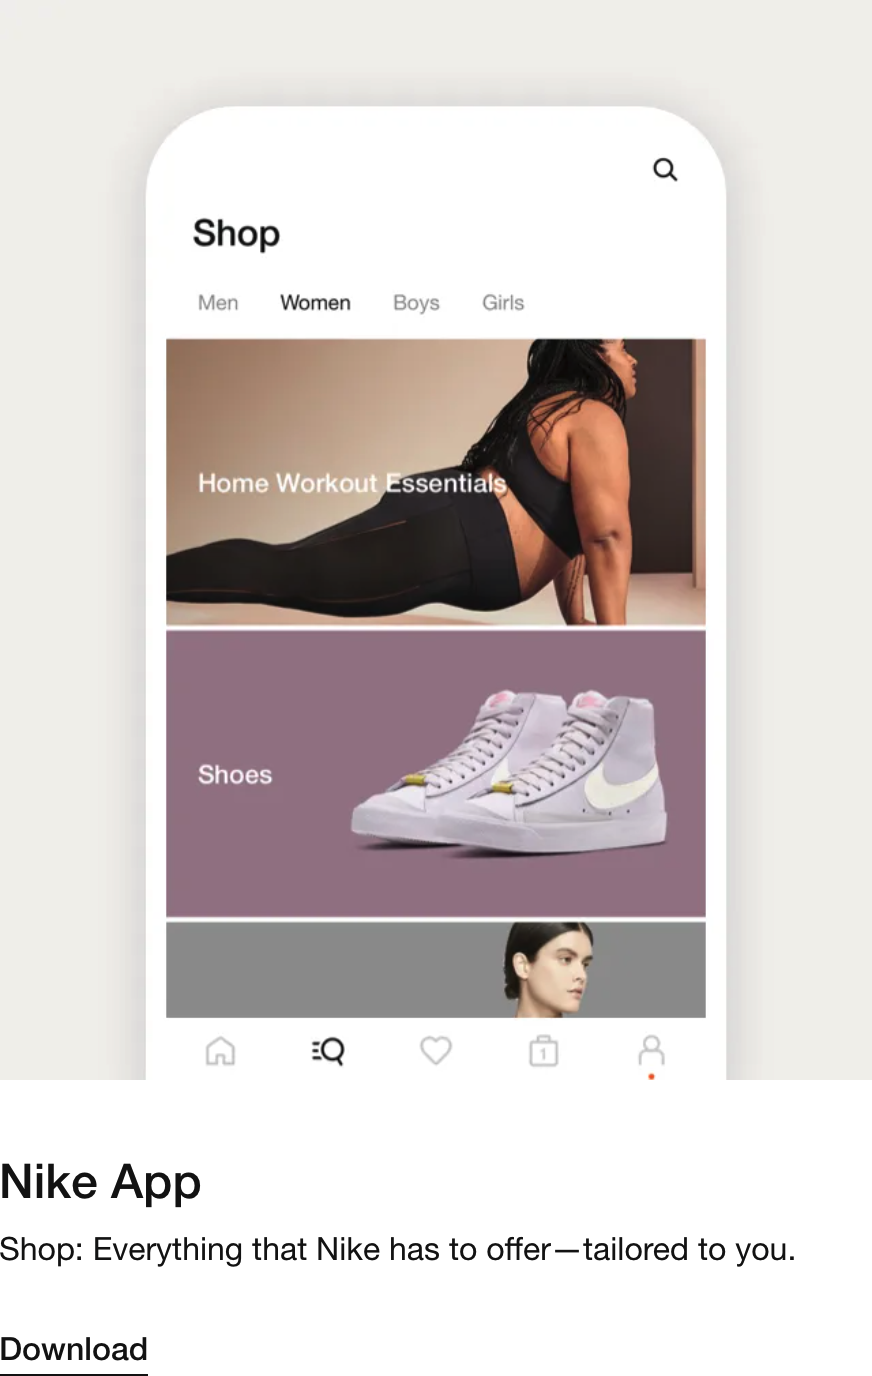 Shop
Men Women Boys Girls
Home Workout Essentials
Shoes
1
Nike App
Shop: Everything that Nike has to offer—tailored to you.
Download